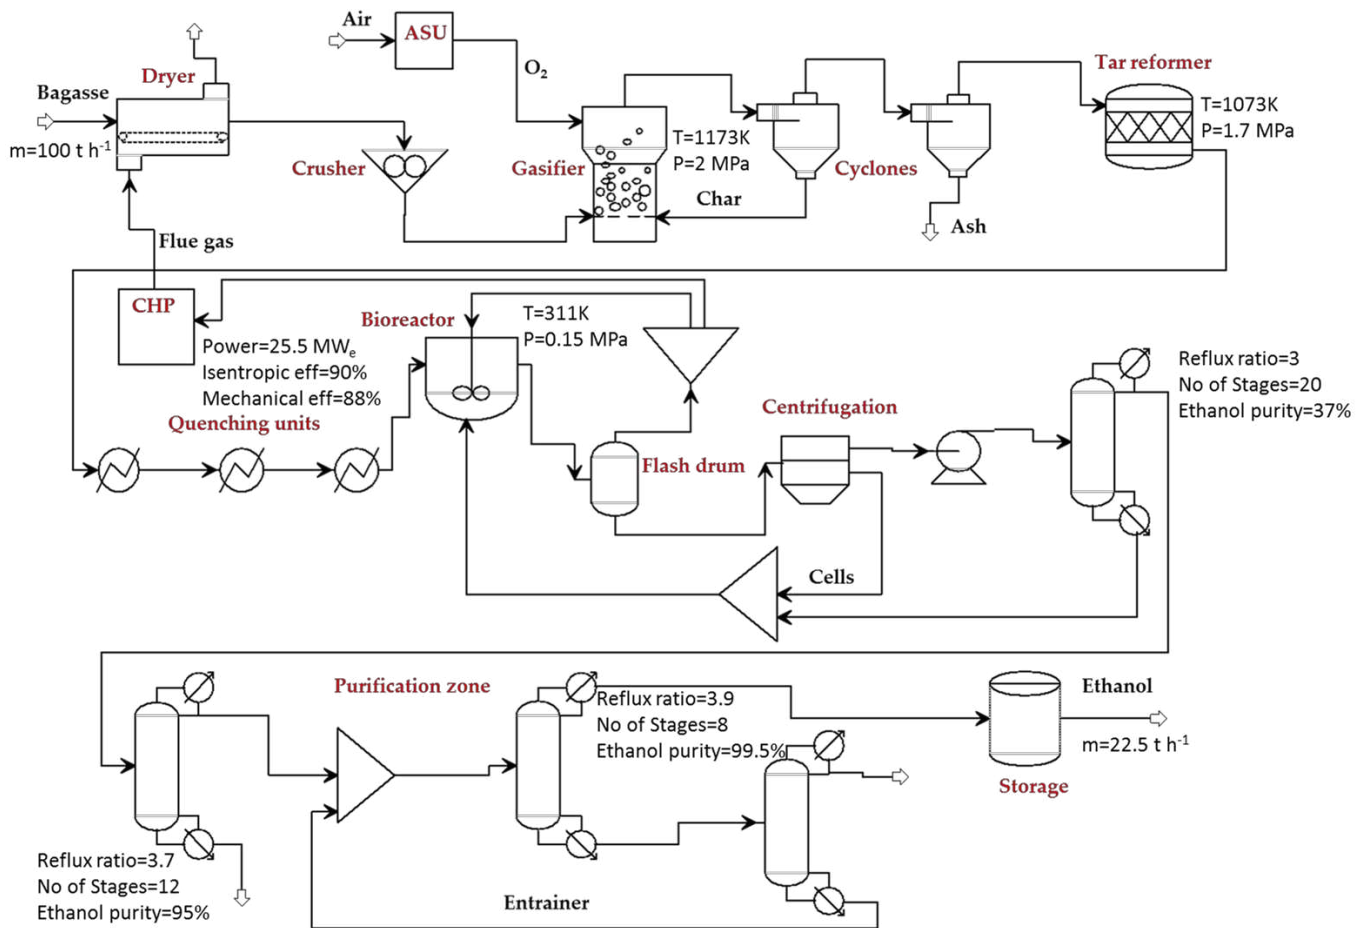 Air
ASU
O2
Dryer
Bagasse
m=100 t h-1
Crusher
Gasifier
T=1173K
P=2 MPa
Cyclones
Char
Ash
Tar reformer
T=1073K
P=1.7 MPa
Flue gas
CHP
Power=25.5 MWe
Isentropic eff=90%
Mechanical eff=88%
Quenching units
Bioreactor
T=311K
P=0.15 MPa
Flash drum
Centrifugation
Cells
Reflux ratio=3
No of Stages=20
Ethanol purity=37%
Purification zone
Reflux ratio=3.9
No of Stages=8
Ethanol purity=99.5%
Ethanol
m=22.5 t h-1
Storage
Reflux ratio=3.7
No of Stages=12
Ethanol purity=95%
Entrainer